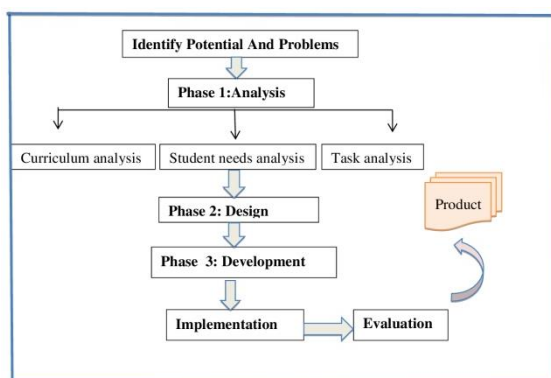 Identify Potential And Problems
Phase 1:Analysis
Curriculum analysis
Student needs analysis
Task analysis
Product
Phase 2: Design
Phase 3: Development
Implementation
Evaluation